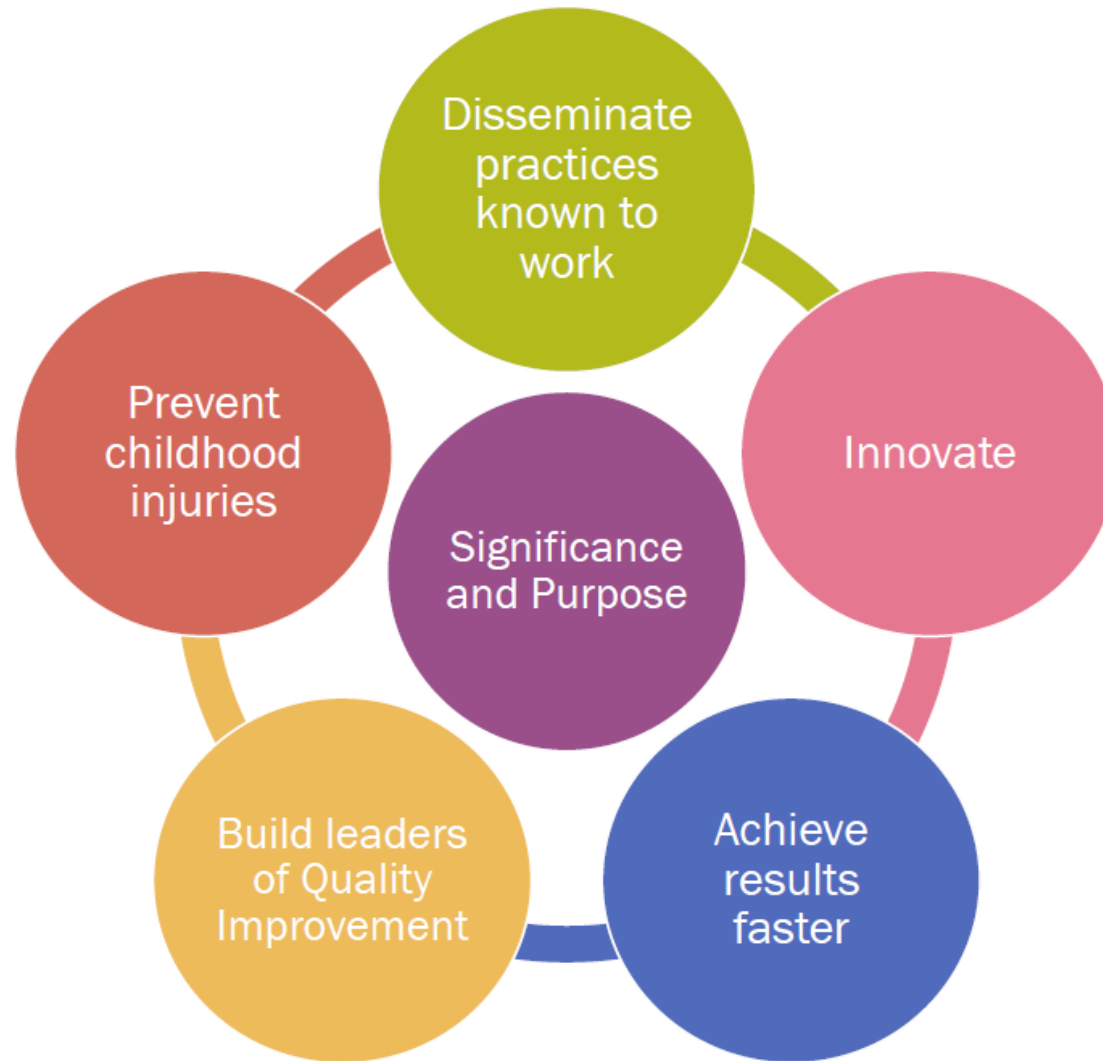 Disseminate
practices
known to
work
Innovate
Achieve
results
faster
Build leaders
of Quality
Improvement
Prevent
childhood
injuries
Significance
and Purpose